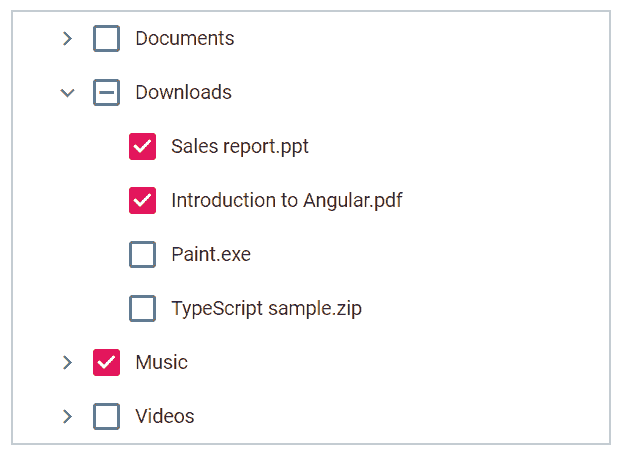 Documents
Downloads
Sales report.ppt
Introduction to Angular.pdf
Paint.exe
TypeScript sample.zip
Music
Videos